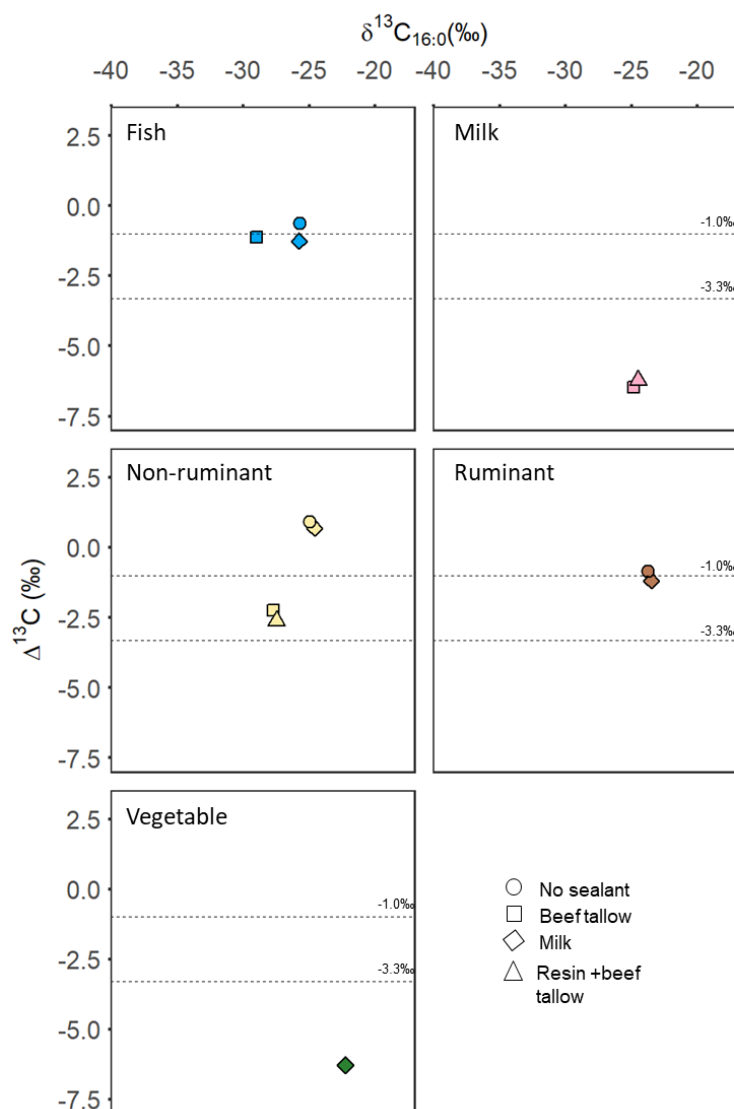 δ¹³C₁₆:₀(‰)
-40 -35 -30 -25 -20 -40 -35 -30 -25 -20
Fish
Milk
2.5
0.0
-2.5
-5.0
-7.5
-1.0‰
-3.3‰
Non-ruminant
Ruminant
2.5
0.0
-2.5
-5.0
-7.5
-1.0‰
-3.3‰
Δ¹³C (‰)
Vegetable
2.5
0.0
-2.5
-5.0
-7.5
-1.0‰
-3.3‰
No sealant
Beef tallow
Milk
Resin +beef
tallow